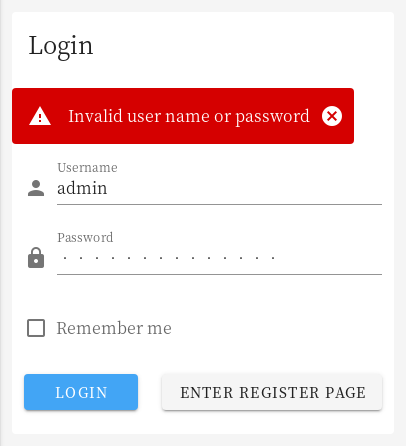 Login
Invalid user name or password
Username
admin
Password
Remember me
LOGIN
ENTER REGISTER PAGE